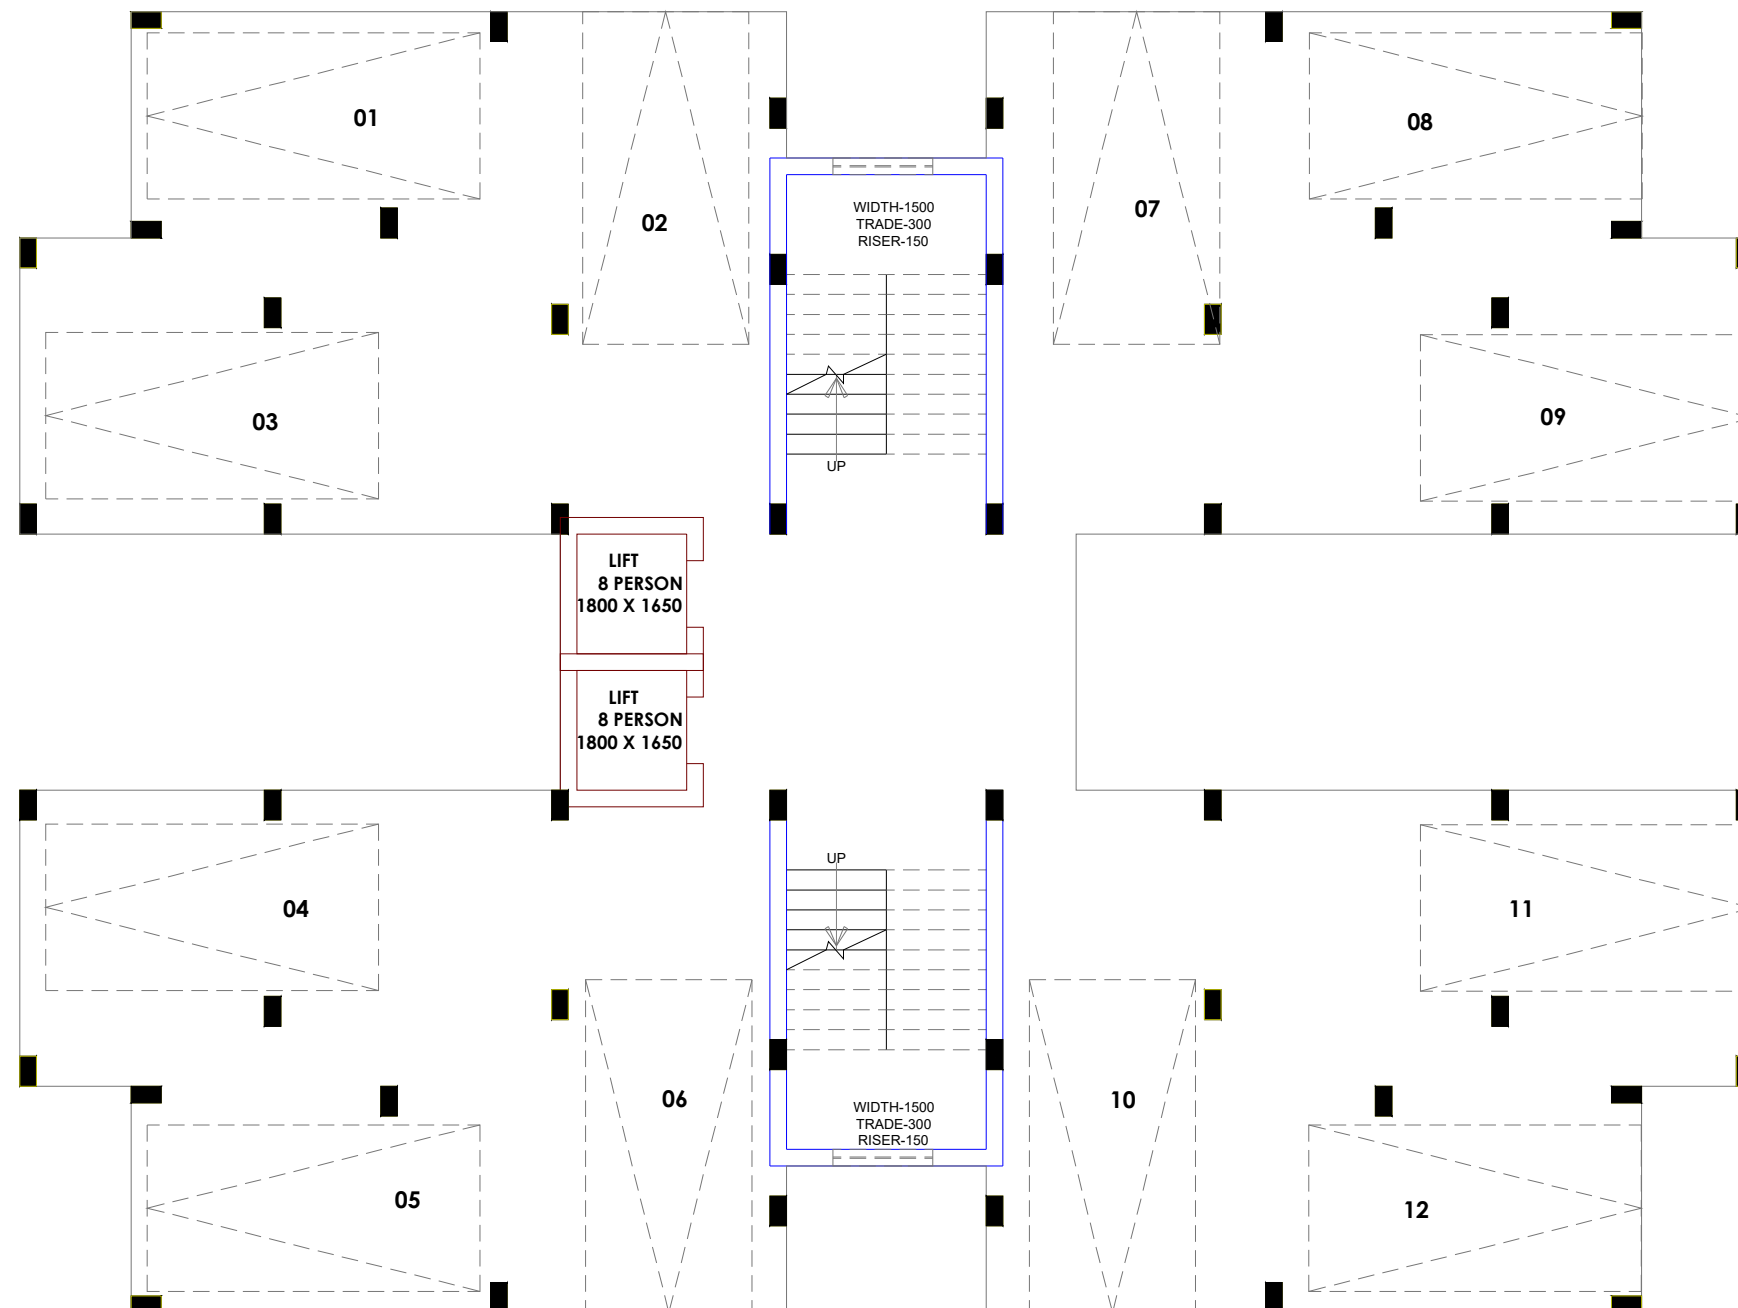 01
08
02
WIDTH-1500
TRADE-300
RISER-150
07
03
09
UP
LIFT
8 PERSON
1800 X 1650
LIFT
8 PERSON
1800 X 1650
UP
04
11
06
WIDTH-1500
TRADE-300
RISER-150
10
05
12